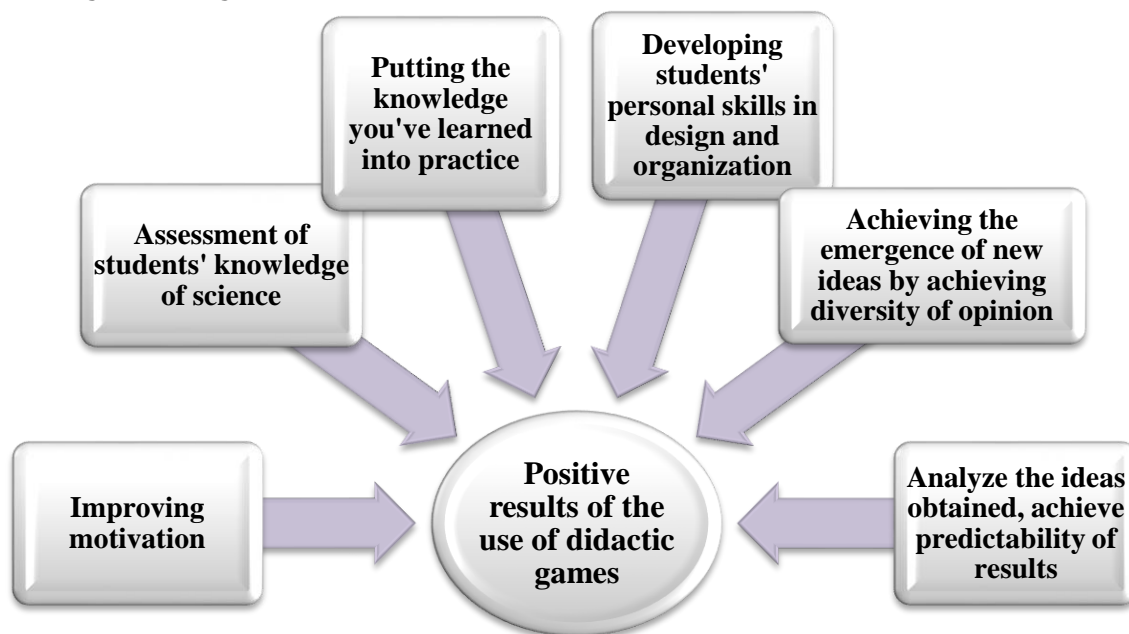 Improving
motivation
Assessment of
students' knowledge
of science
Putting the
knowledge
you've learned
into practice
Developing
students'
personal skills in
design and
organization
Achieving the
emergence of new
ideas by achieving
diversity of opinion
Analyze the ideas
obtained, achieve
predictability of
results
Positive
results of the
use of didactic
games